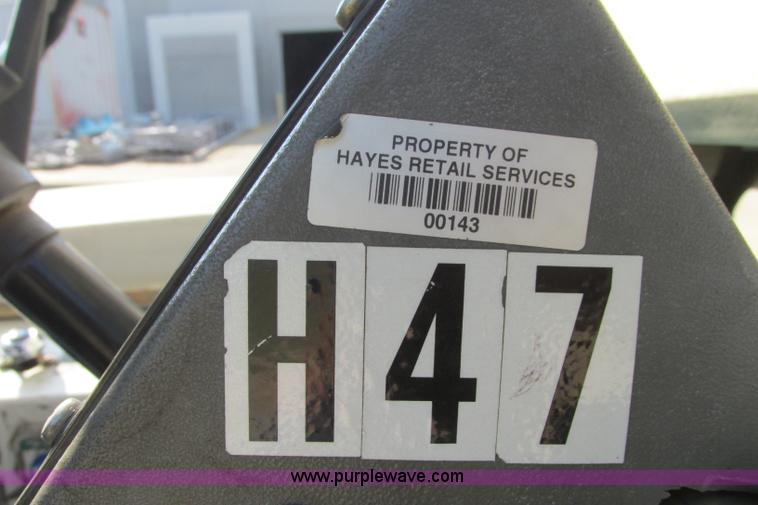 PROPERTY OF
HAYES RETAIL SERVICES
00143
H47
www.purplewave.com